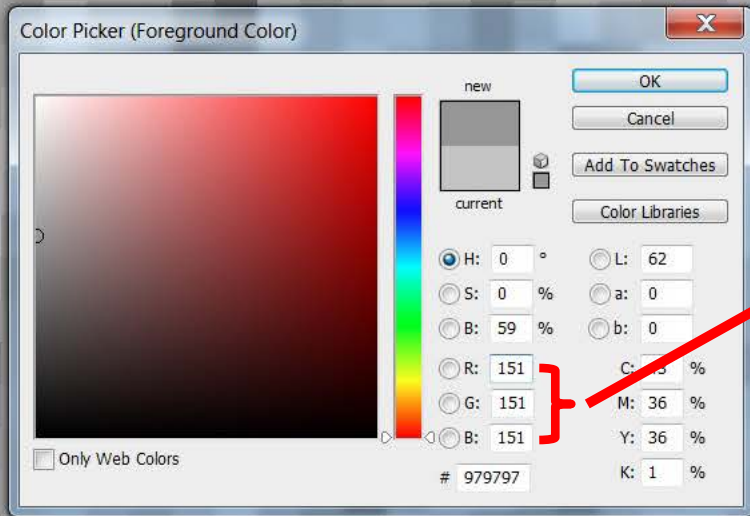 Color Picker (Foreground Color)
X
new
current
OK
Cancel
Add To Swatches
Color Libraries
H: 0 °
L: 62
S: 0 %
a: 0
B: 59 %
b: 0
R: 151
C: %
G: 151
M: 36 %
B: 151
Y: 36 %
Only Web Colors
# 979797
K: 1 %